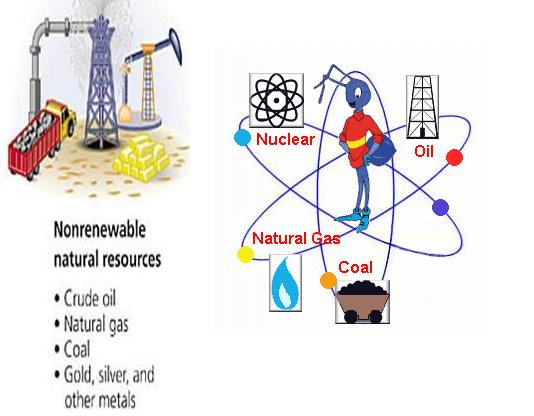 Nonrenewable
natural resources
• Crude oil
• Natural gas
• Coal
• Gold, silver, and
other metals
Nuclear
Oil
Natural Gas
Coal